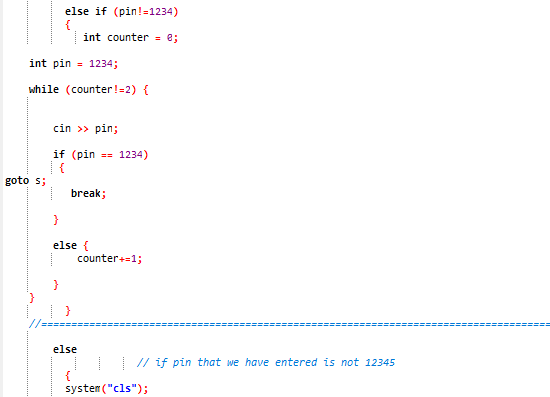 else if (pin!=1234)
{
int counter = 0;
int pin = 1234;
while (counter!=2) {
cin >> pin;
if (pin == 1234)
{
goto s;
break;
}
else {
counter+=1;
}
}
}
//=====================================================================================
else
// if pin that we have entered is not 12345
{
system("cls");